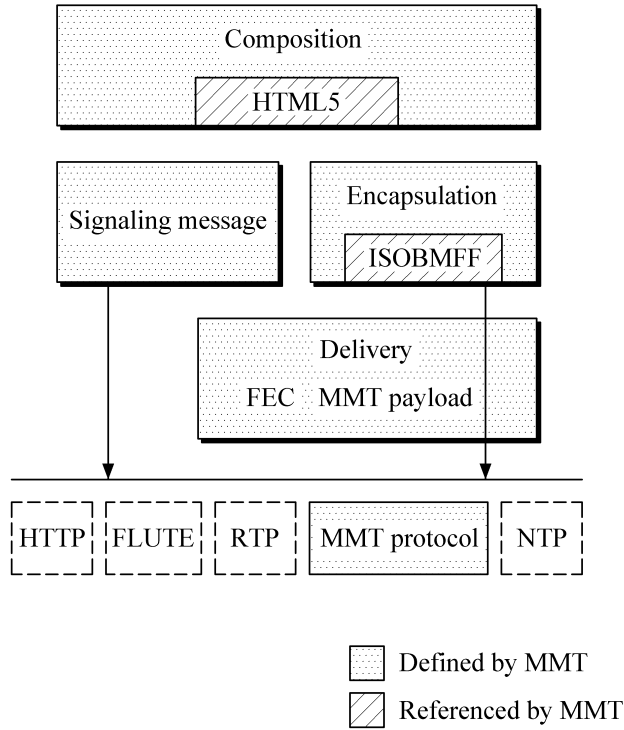 Composition
HTML5
Signaling message
Encapsulation
ISOBMFF
Delivery
FEC MMT payload
HTTP FLUTE RTP MMT protocol NTP
Defined by MMT
Referenced by MMT